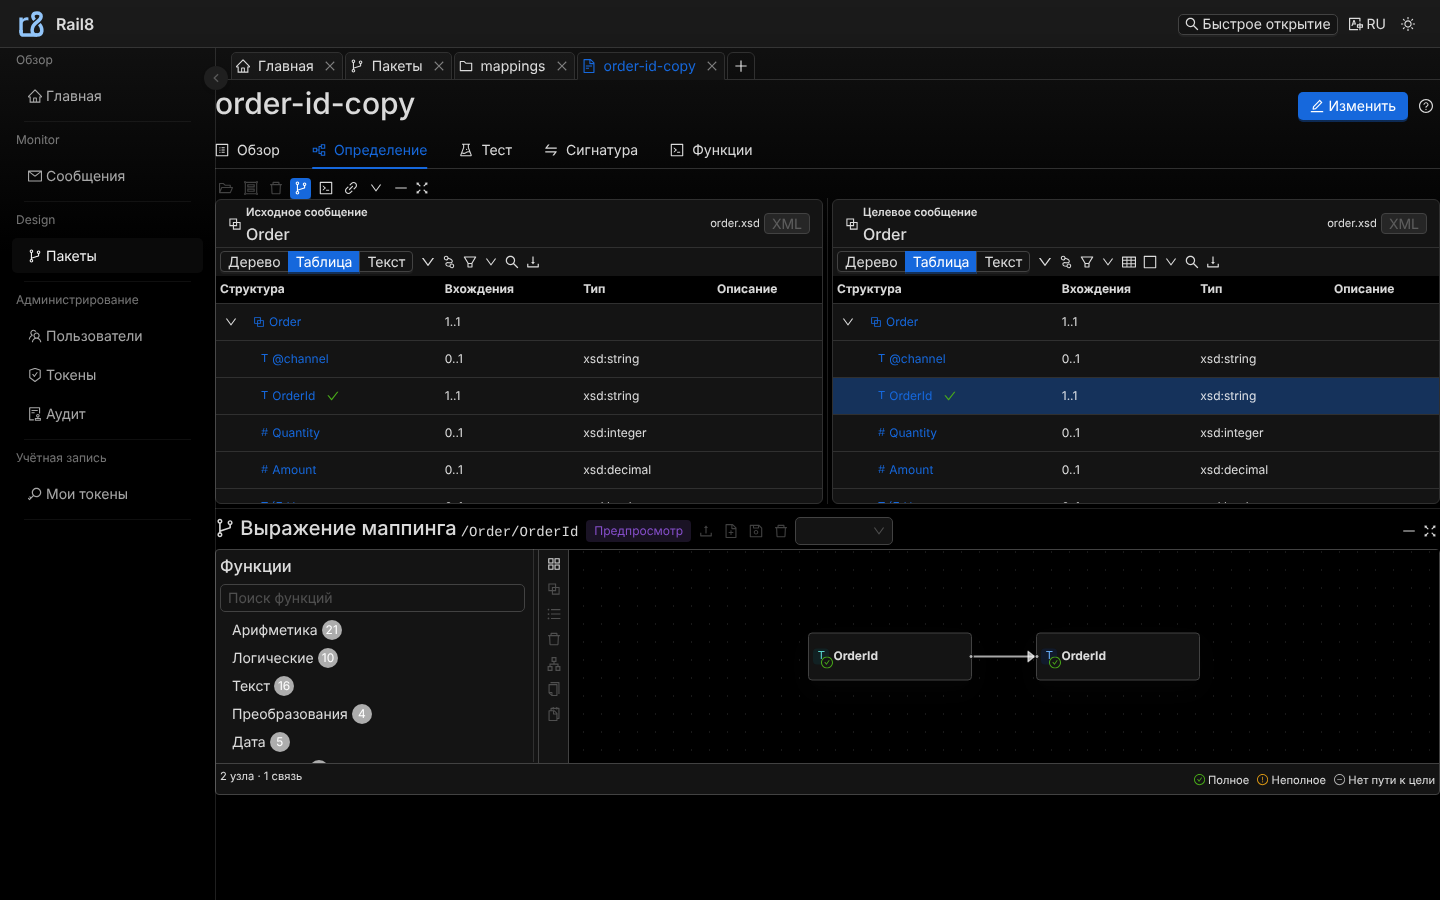 Rail8
Быстрое открытие
RU
Обзор
Главная
Monitor
Сообщения
Design
Пакеты
Администрирование
Пользователи
Токены
Аудит
Учётная запись
Мои токены
Главная
Пакеты
mappings
order-id-copy
order-id-copy
Изменить
Обзор
Определение
Тест
Сигнатура
Функции
Исходное сообщение
Order
order.xsd XML
Дерево Таблица Текст
Структура Вхождения Тип Описание
Order 1..1
T @channel 0..1 xsd:string
T OrderId 1..1 xsd:string
# Quantity 0..1 xsd:integer
# Amount 0..1 xsd:decimal
Целевое сообщение
Order
order.xsd XML
Дерево Таблица Текст
Структура Вхождения Тип Описание
Order 1..1
T @channel 0..1 xsd:string
T OrderId 1..1 xsd:string
# Quantity 0..1 xsd:integer
# Amount 0..1 xsd:decimal
Выражение маппинга /Order/OrderId Предпросмотр
Функции
Поиск функций
Арифметика 21
Логические 10
Текст 16
Преобразования 4
Дата 5
T OrderId
T OrderId
2 узла · 1 связь
Полное Неполное Нет пути к цели